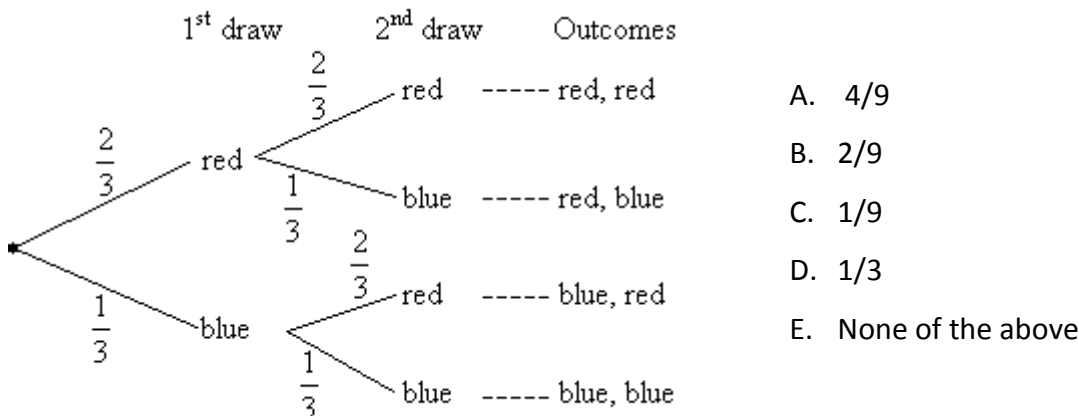 1st draw 2nd draw Outcomes
2/3 red ----- red, red
2/3 red
1/3 blue ----- red, blue
1/3 blue
2/3 red ----- blue, red
1/3 blue ----- blue, blue
A. 4/9
B. 2/9
C. 1/9
D. 1/3
E. None of the above